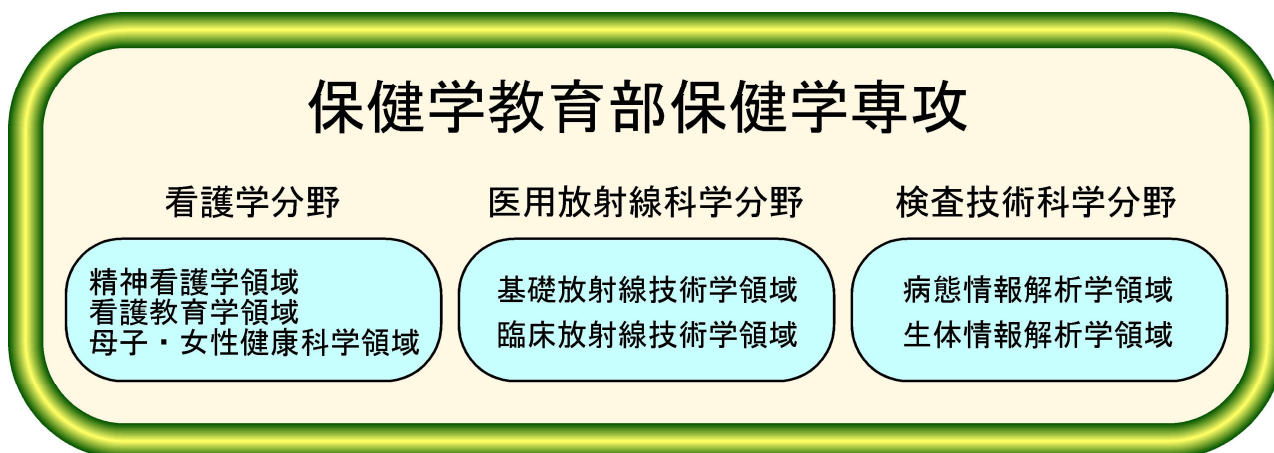 保健学教育部保健学専攻
看護学分野
精神看護学領域
看護教育学領域
母子・女性健康科学領域
医用放射線科学分野
基礎放射線技術学領域
臨床放射線技術学領域
検査技術科学分野
病態情報解析学領域
生体情報解析学領域